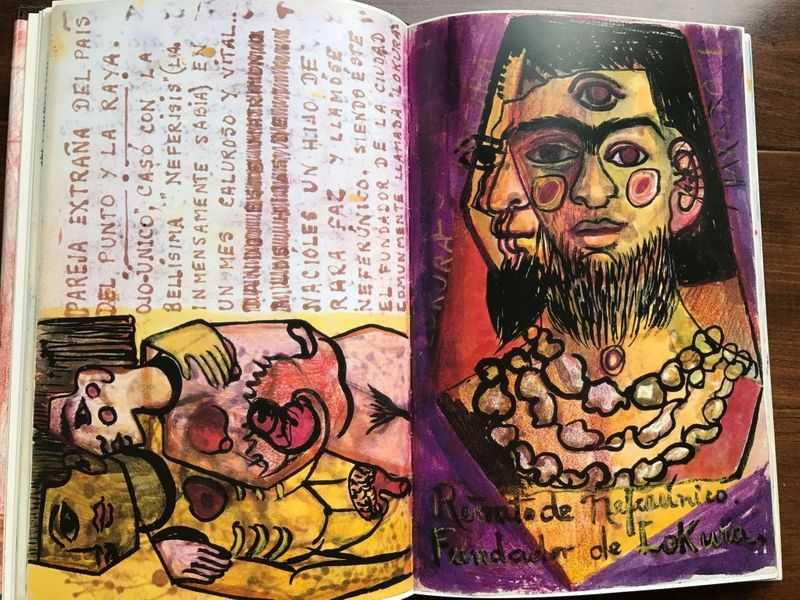 PAREJA EXTRAÑA DEL PAIS
DEL PUNTO Y LA RAYA.
OJO-UNICO", CASÓ CON LA
BELLÍSIMA "NEFERISIS" (LA
INMENSAMENTE SABIA) EN
UN MES CALUROSO Y VITAL...
NACIÓLES UN HIJO DE
RARA FAZ Y LLAMÓSE
NEFERÚNICO, SIENDO ÉSTE
EL FUNDADOR DE LA CIUDAD
COMUNMENTE LLAMADA "LOKURA"
Retrato de Neferúnico.
Fundador de Lokura.